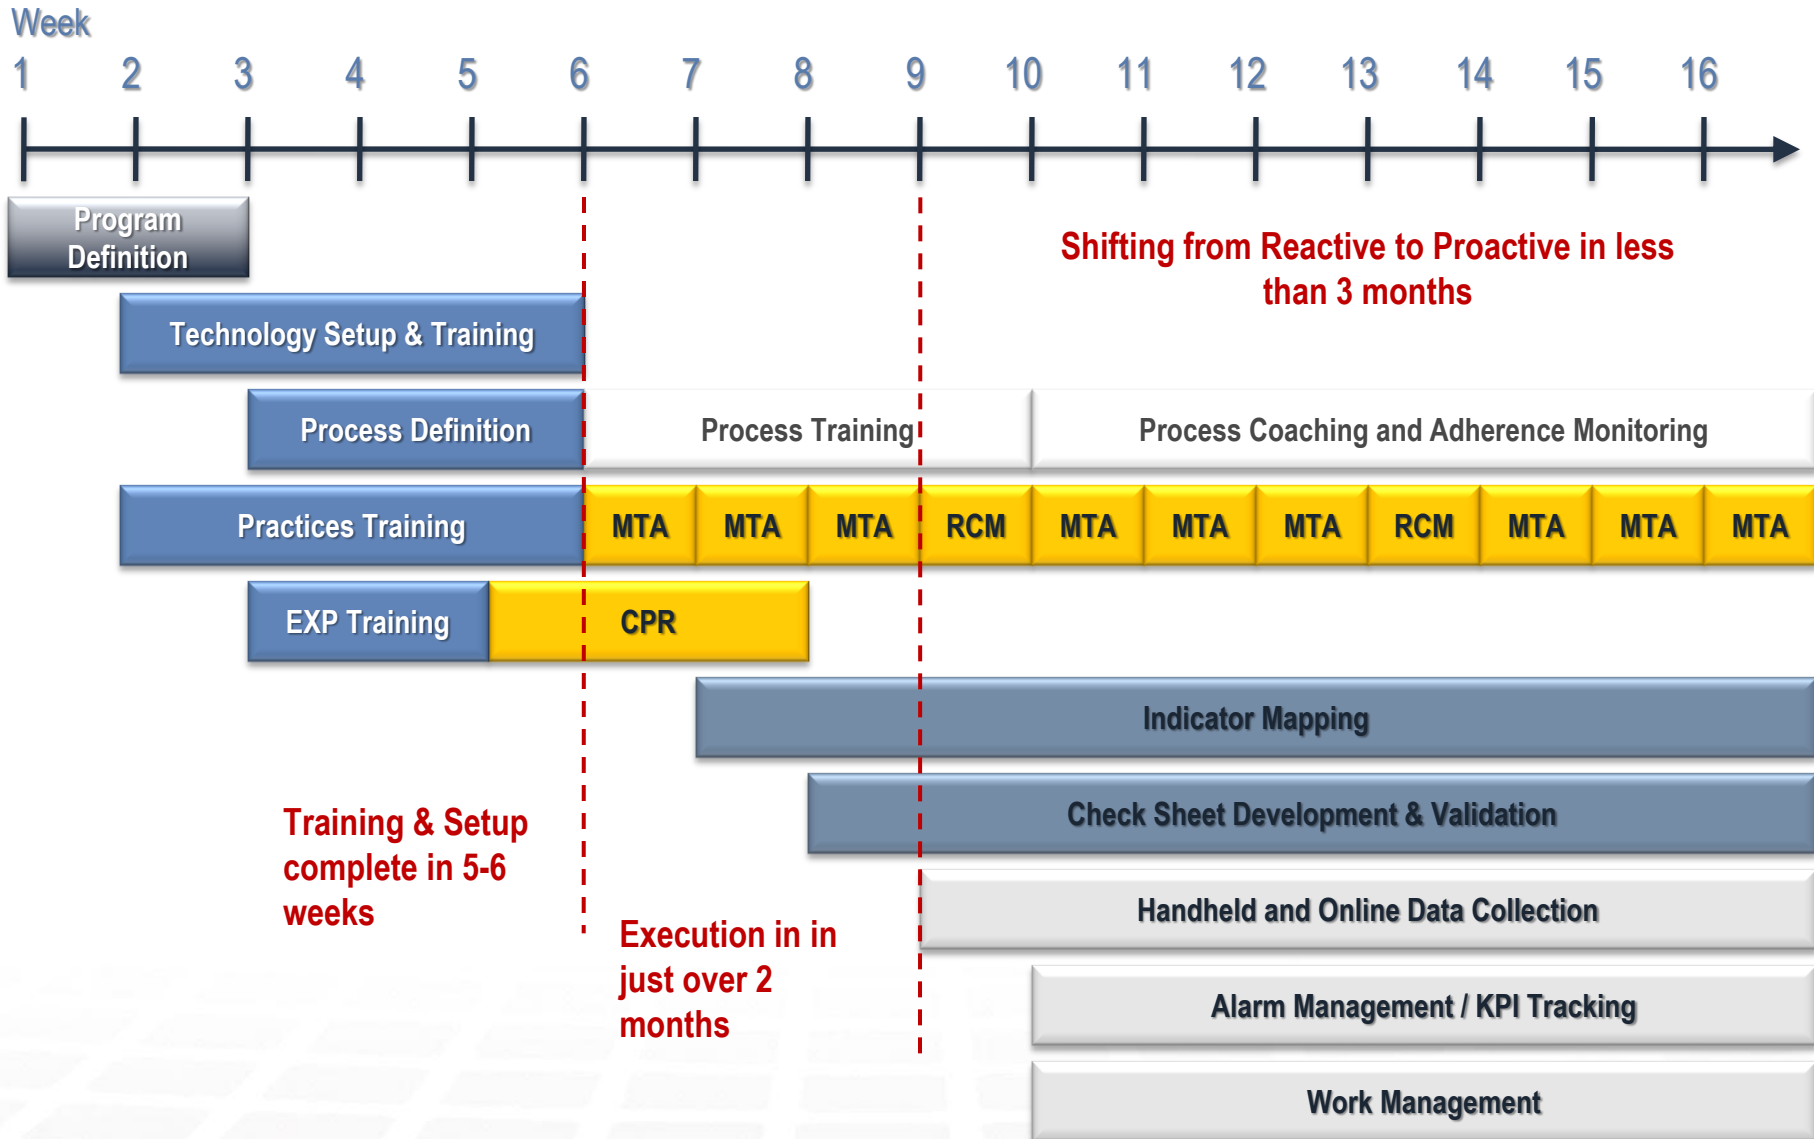 Week
1 2 3 4 5 6 7 8 9 10 11 12 13 14 15 16
Program
Definition
Shifting from Reactive to Proactive in less
than 3 months
Technology Setup & Training
Process Definition Process Training Process Coaching and Adherence Monitoring
Practices Training MTA MTA MTA RCM MTA MTA MTA RCM MTA MTA MTA
EXP Training CPR
Indicator Mapping
Check Sheet Development & Validation
Training & Setup
complete in 5-6
weeks
Handheld and Online Data Collection
Execution in in
just over 2
months
Alarm Management / KPI Tracking
Work Management